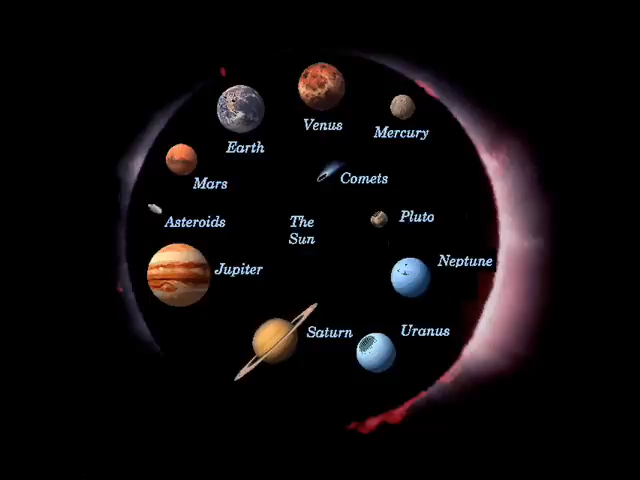 Venus
Mercury
Earth
Comets
Mars
Pluto
Asteroids
The
Sun
Neptune
Jupiter
Saturn
Uranus